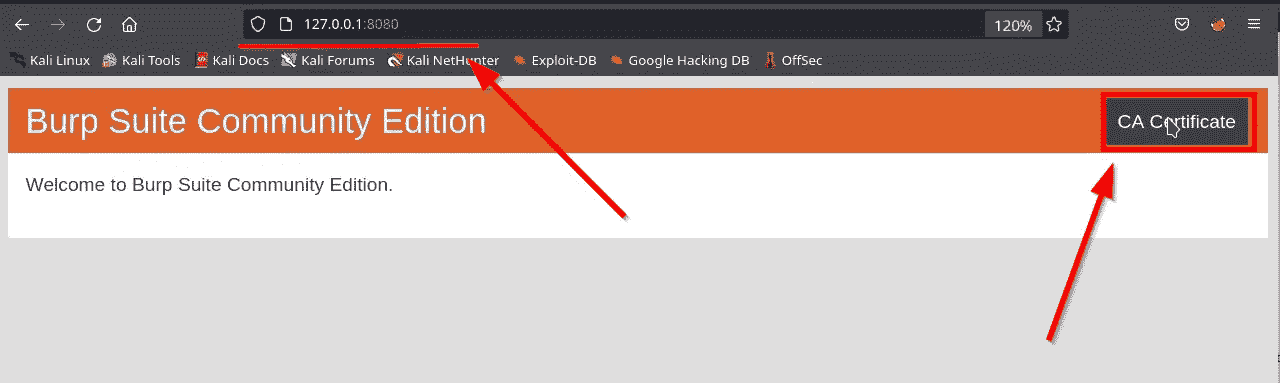 127.0.0.1:8080 120%
Kali Linux Kali Tools Kali Docs Kali Forums Kali NetHunter Exploit-DB Google Hacking DB OffSec
Burp Suite Community Edition CA Certificate
Welcome to Burp Suite Community Edition.